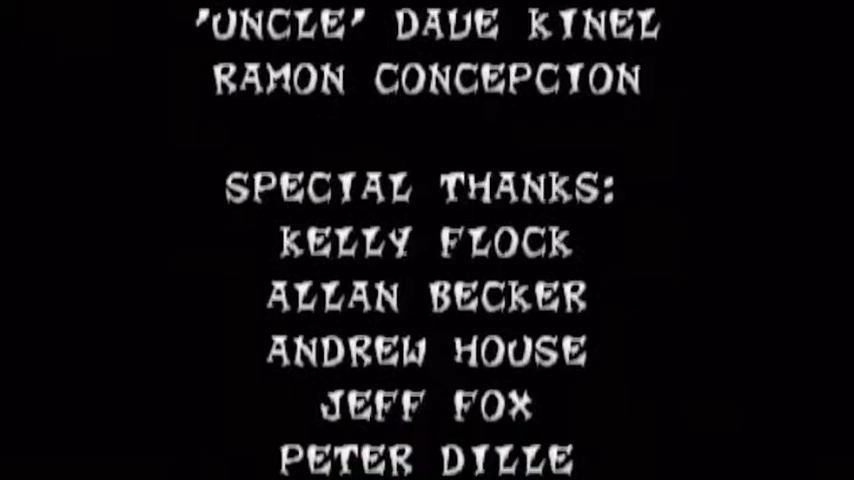 'UNCLE' DAVE KINEL
RAMON CONCEPCION
SPECIAL THANKS:
KELLY FLOCK
ALLAN BECKER
ANDREW HOUSE
JEFF FOX
PETER DILLE